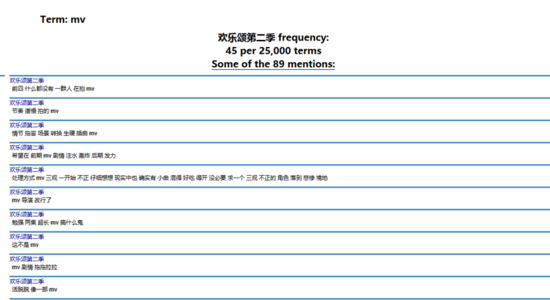 Term: mv
欢乐颂第二季 frequency:
45 per 25,000 terms
Some of the 89 mentions:
欢乐颂第二季
前四 什么都没有 一群人 在拍 mv
欢乐颂第二季
节奏 谩慢 拍的 mv
欢乐颂第二季
情节 拖沓 场景 转换 生硬 插曲 mv
欢乐颂第二季
希望在 前期 mv 剧情 注水 轰炸 后期 发力
欢乐颂第二季
处理方式 mv 三观 一开始 不正 仔细想想 现实中也 确实有 小曲 混得 好吃 得开 没必要 求一个 三观 不正的 角色 落到 悲惨 境地
欢乐颂第二季
mv 导演 改行了
欢乐颂第二季
勉强 两集 超长 mv 搞什么鬼
欢乐颂第二季
这不是 mv
欢乐颂第二季
mv 剧情 拖拖拉拉
欢乐颂第二季
活脱脱 像一部 mv